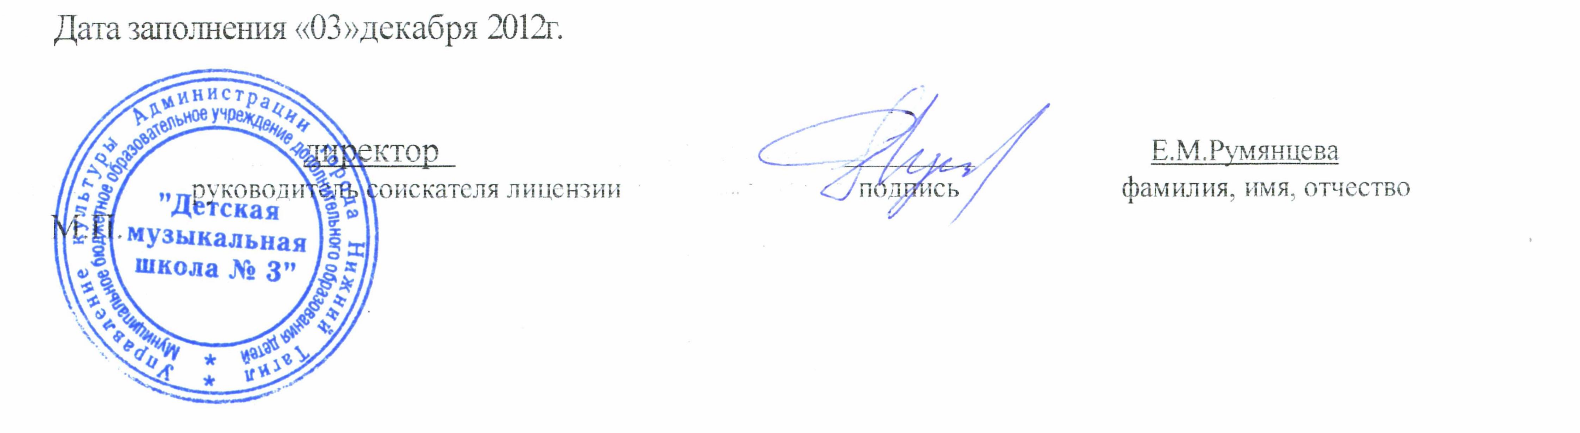 Дата заполнения «03»декабря 2012г.
директор Е.М.Румянцева
руководитель соискателя лицензии подпись фамилия, имя, отчество
М.П.
Управление культуры Администрации города Нижний Тагил *
Муниципальное бюджетное образовательное учреждение дополнительного образования детей *
"Детская
музыкальная
школа № 3"